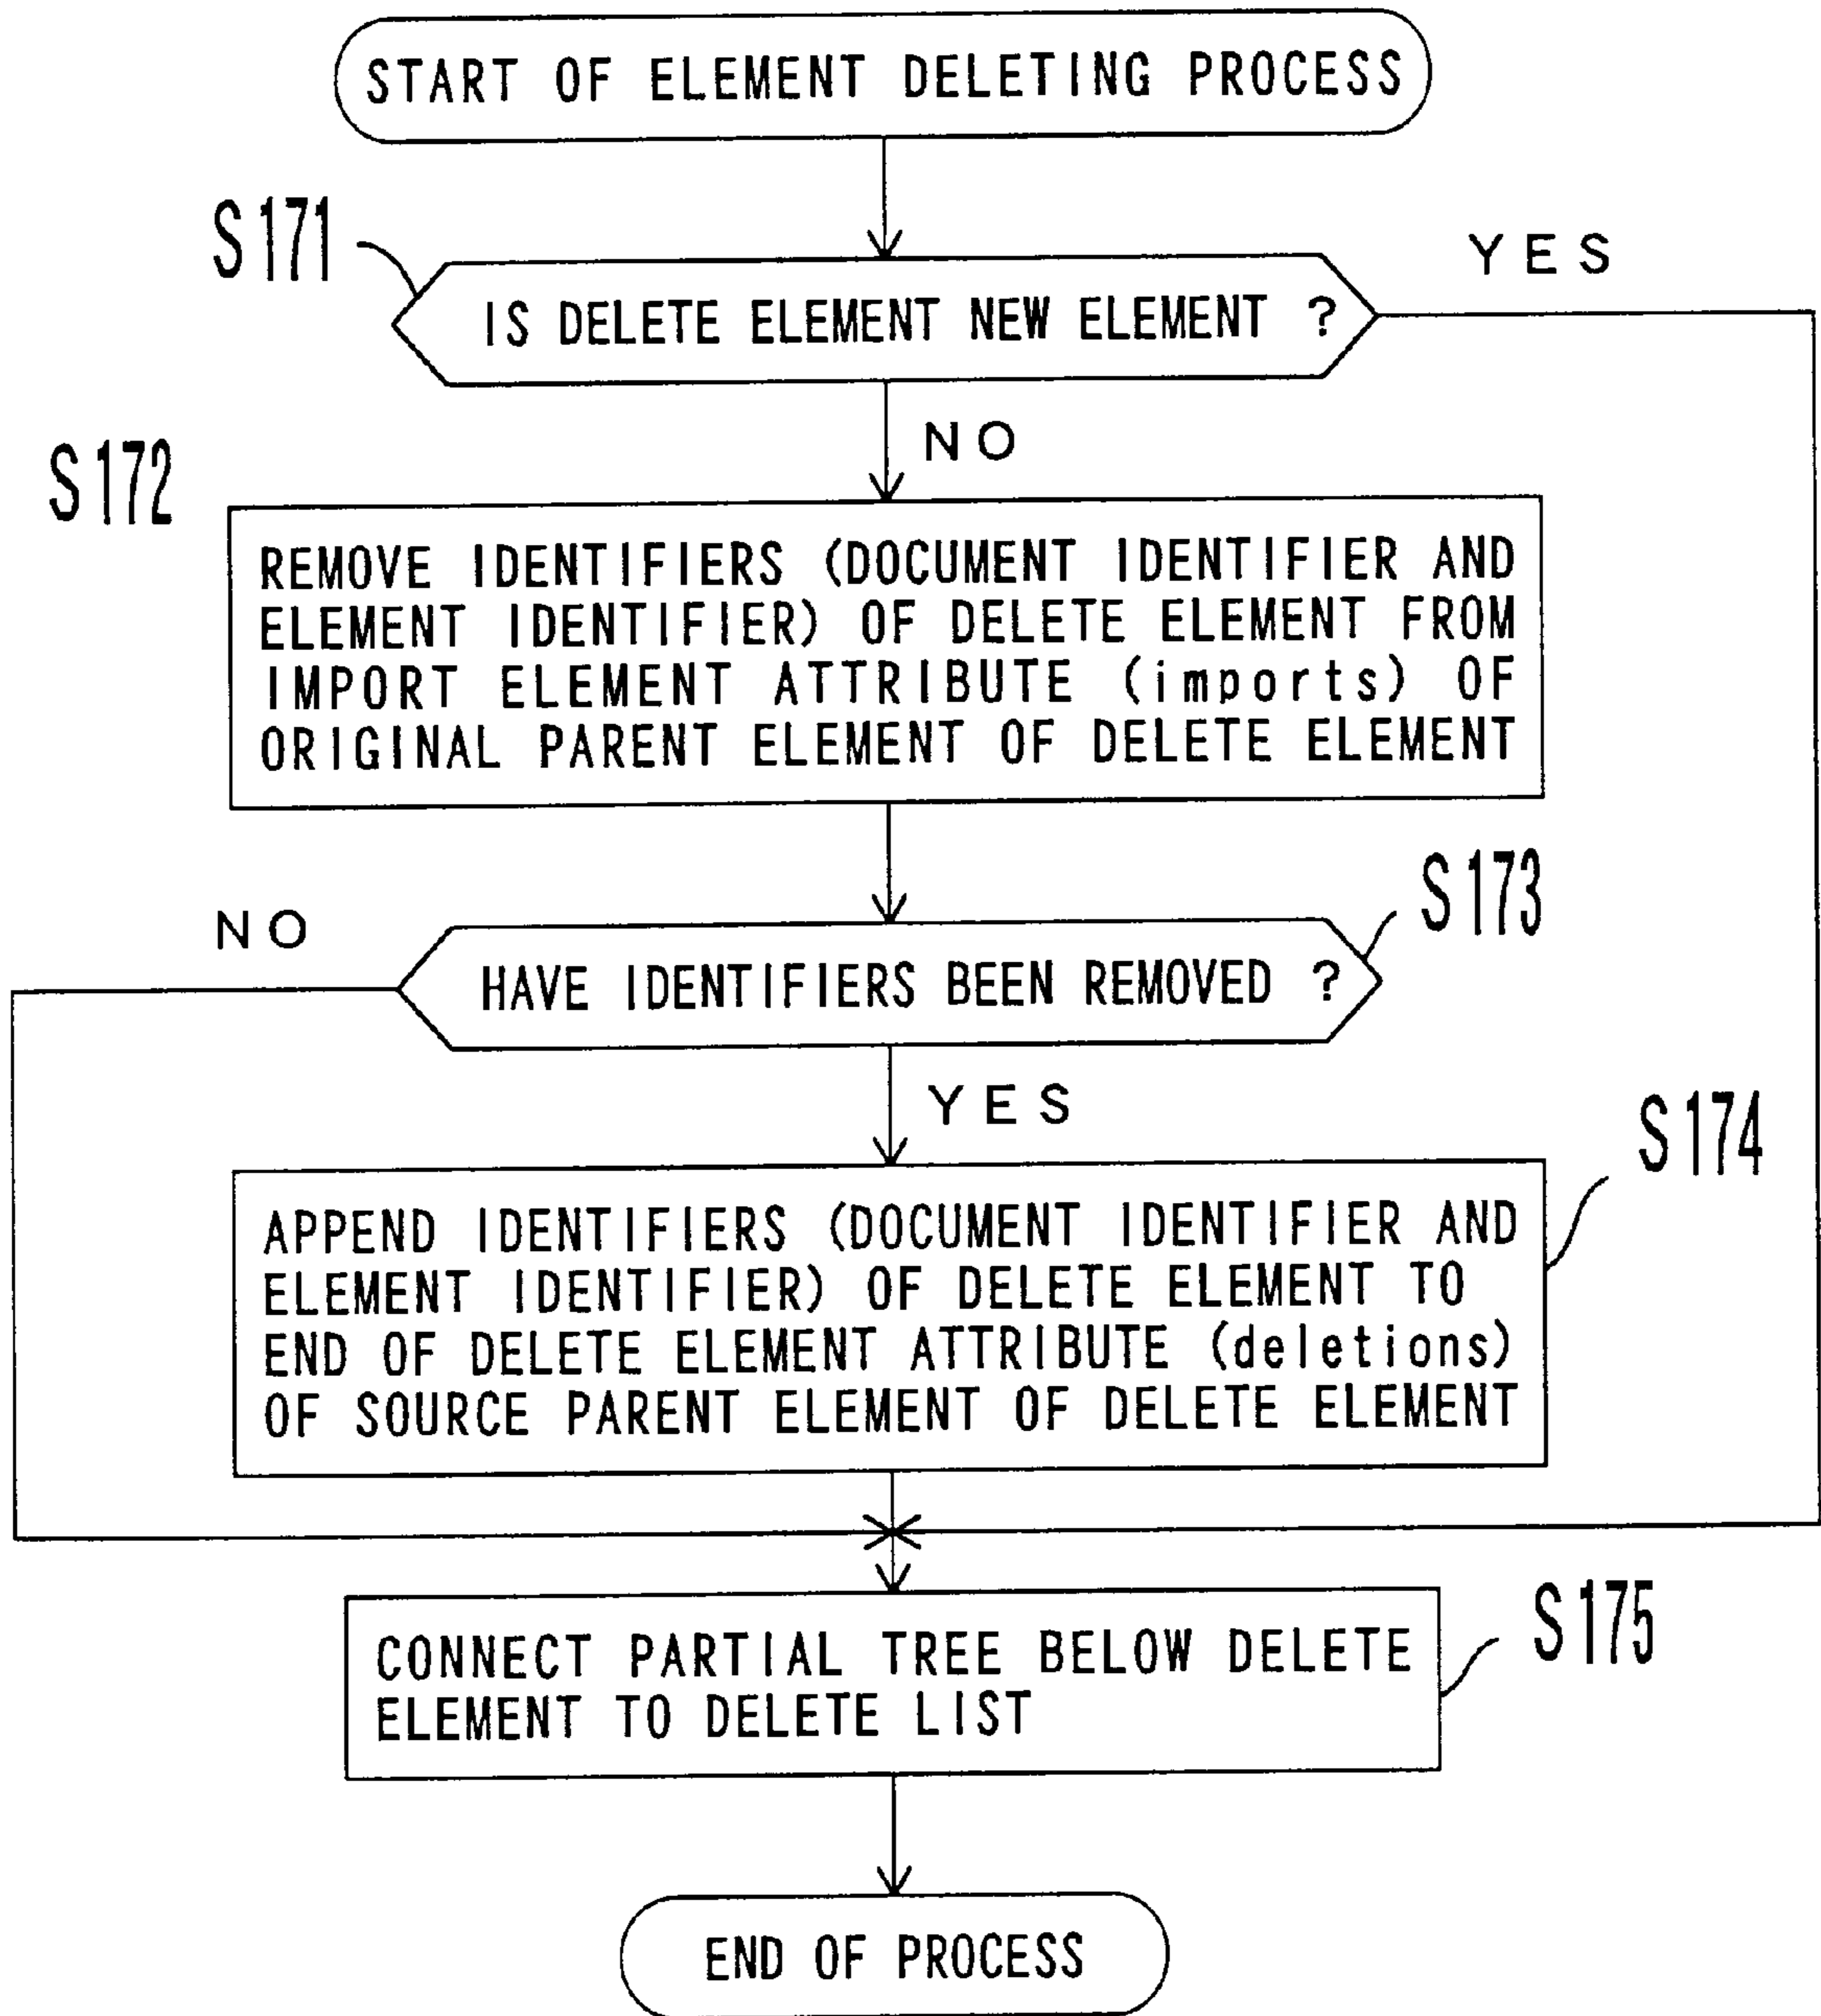 START OF ELEMENT DELETING PROCESS
S171
YES
IS DELETE ELEMENT NEW ELEMENT ?
NO
S172
REMOVE IDENTIFIERS (DOCUMENT IDENTIFIER AND
ELEMENT IDENTIFIER) OF DELETE ELEMENT FROM
IMPORT ELEMENT ATTRIBUTE (imports) OF
ORIGINAL PARENT ELEMENT OF DELETE ELEMENT
S173
NO
HAVE IDENTIFIERS BEEN REMOVED ?
YES
S174
APPEND IDENTIFIERS (DOCUMENT IDENTIFIER AND
ELEMENT IDENTIFIER) OF DELETE ELEMENT TO
END OF DELETE ELEMENT ATTRIBUTE (deletions)
OF SOURCE PARENT ELEMENT OF DELETE ELEMENT
S175
CONNECT PARTIAL TREE BELOW DELETE
ELEMENT TO DELETE LIST
END OF PROCESS